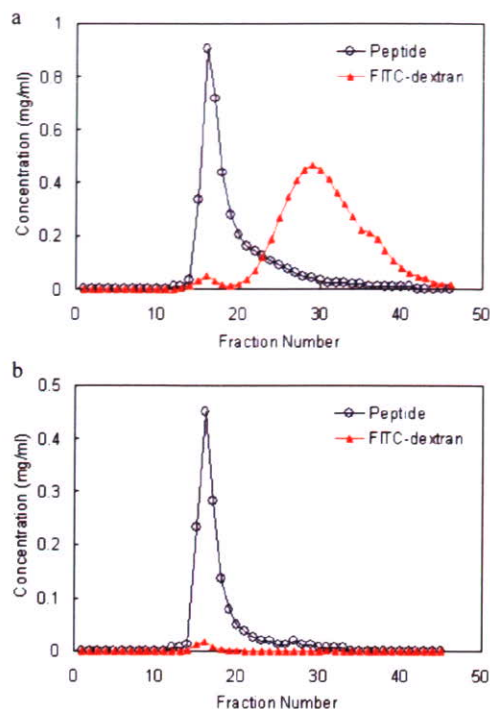 a
1
0.8
0.6
0.4
0.2
0
0 10 20 30 40 50
Concentration (mg/ml)
Fraction Number
Peptide
FITC-dextran
b
0.5
0.4
0.3
0.2
0.1
0
0 10 20 30 40 50
Concentration (mg/ml)
Fraction Number
Peptide
FITC-dextran